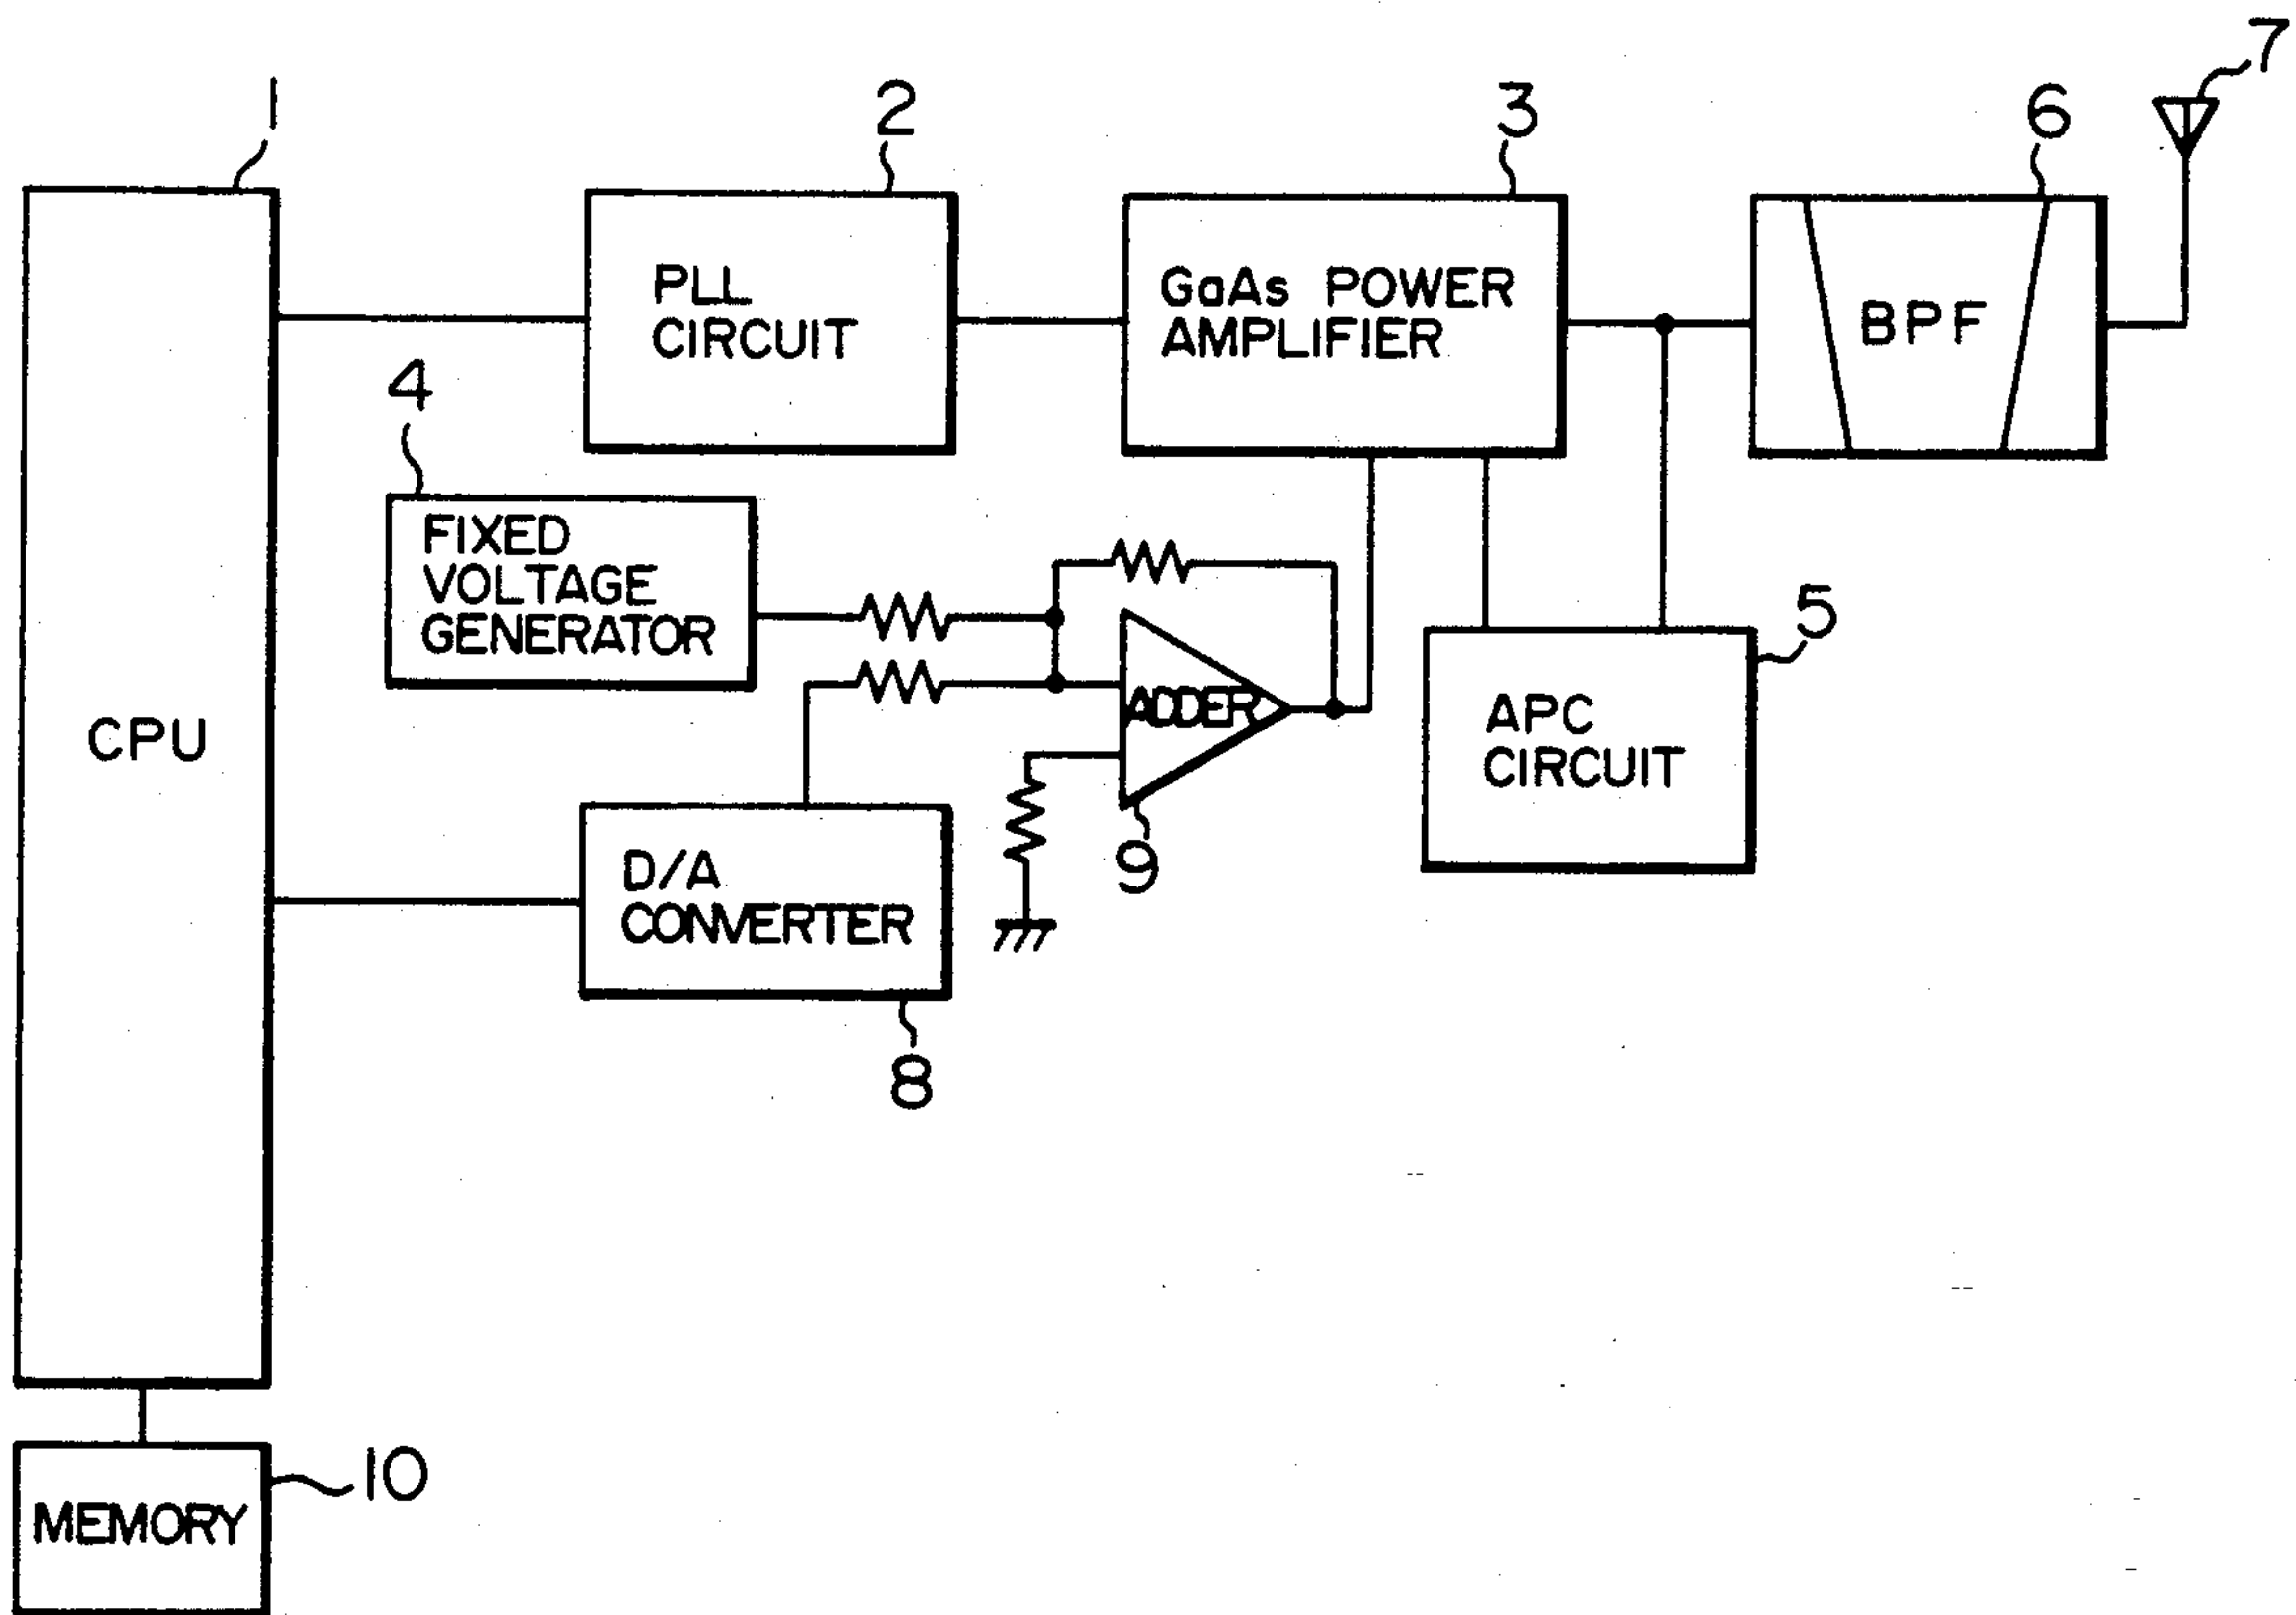 1
2
3
6
7
PLL
CIRCUIT
GaAs POWER
AMPLIFIER
BPF
4
FIXED
VOLTAGE
GENERATOR
5
ADDER
APC
CIRCUIT
CPU
9
D/A
CONVERTER
8
10
MEMORY